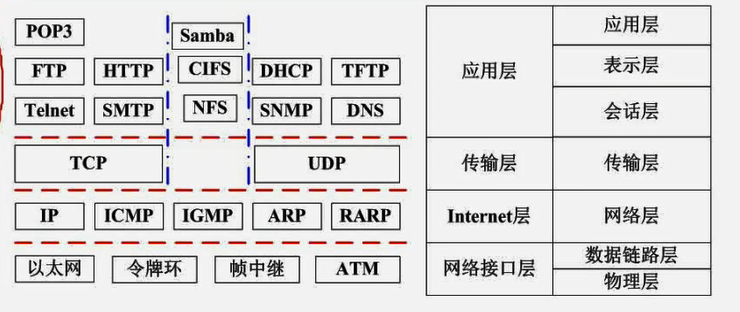 POP3
Samba
FTP HTTP CIFS DHCP TFTP
Telnet SMTP NFS SNMP DNS
TCP UDP
IP ICMP IGMP ARP RARP
以太网 令牌环 帧中继 ATM
应用层 应用层
表示层
会话层
传输层 传输层
Internet层 网络层
网络接口层 数据链路层
物理层